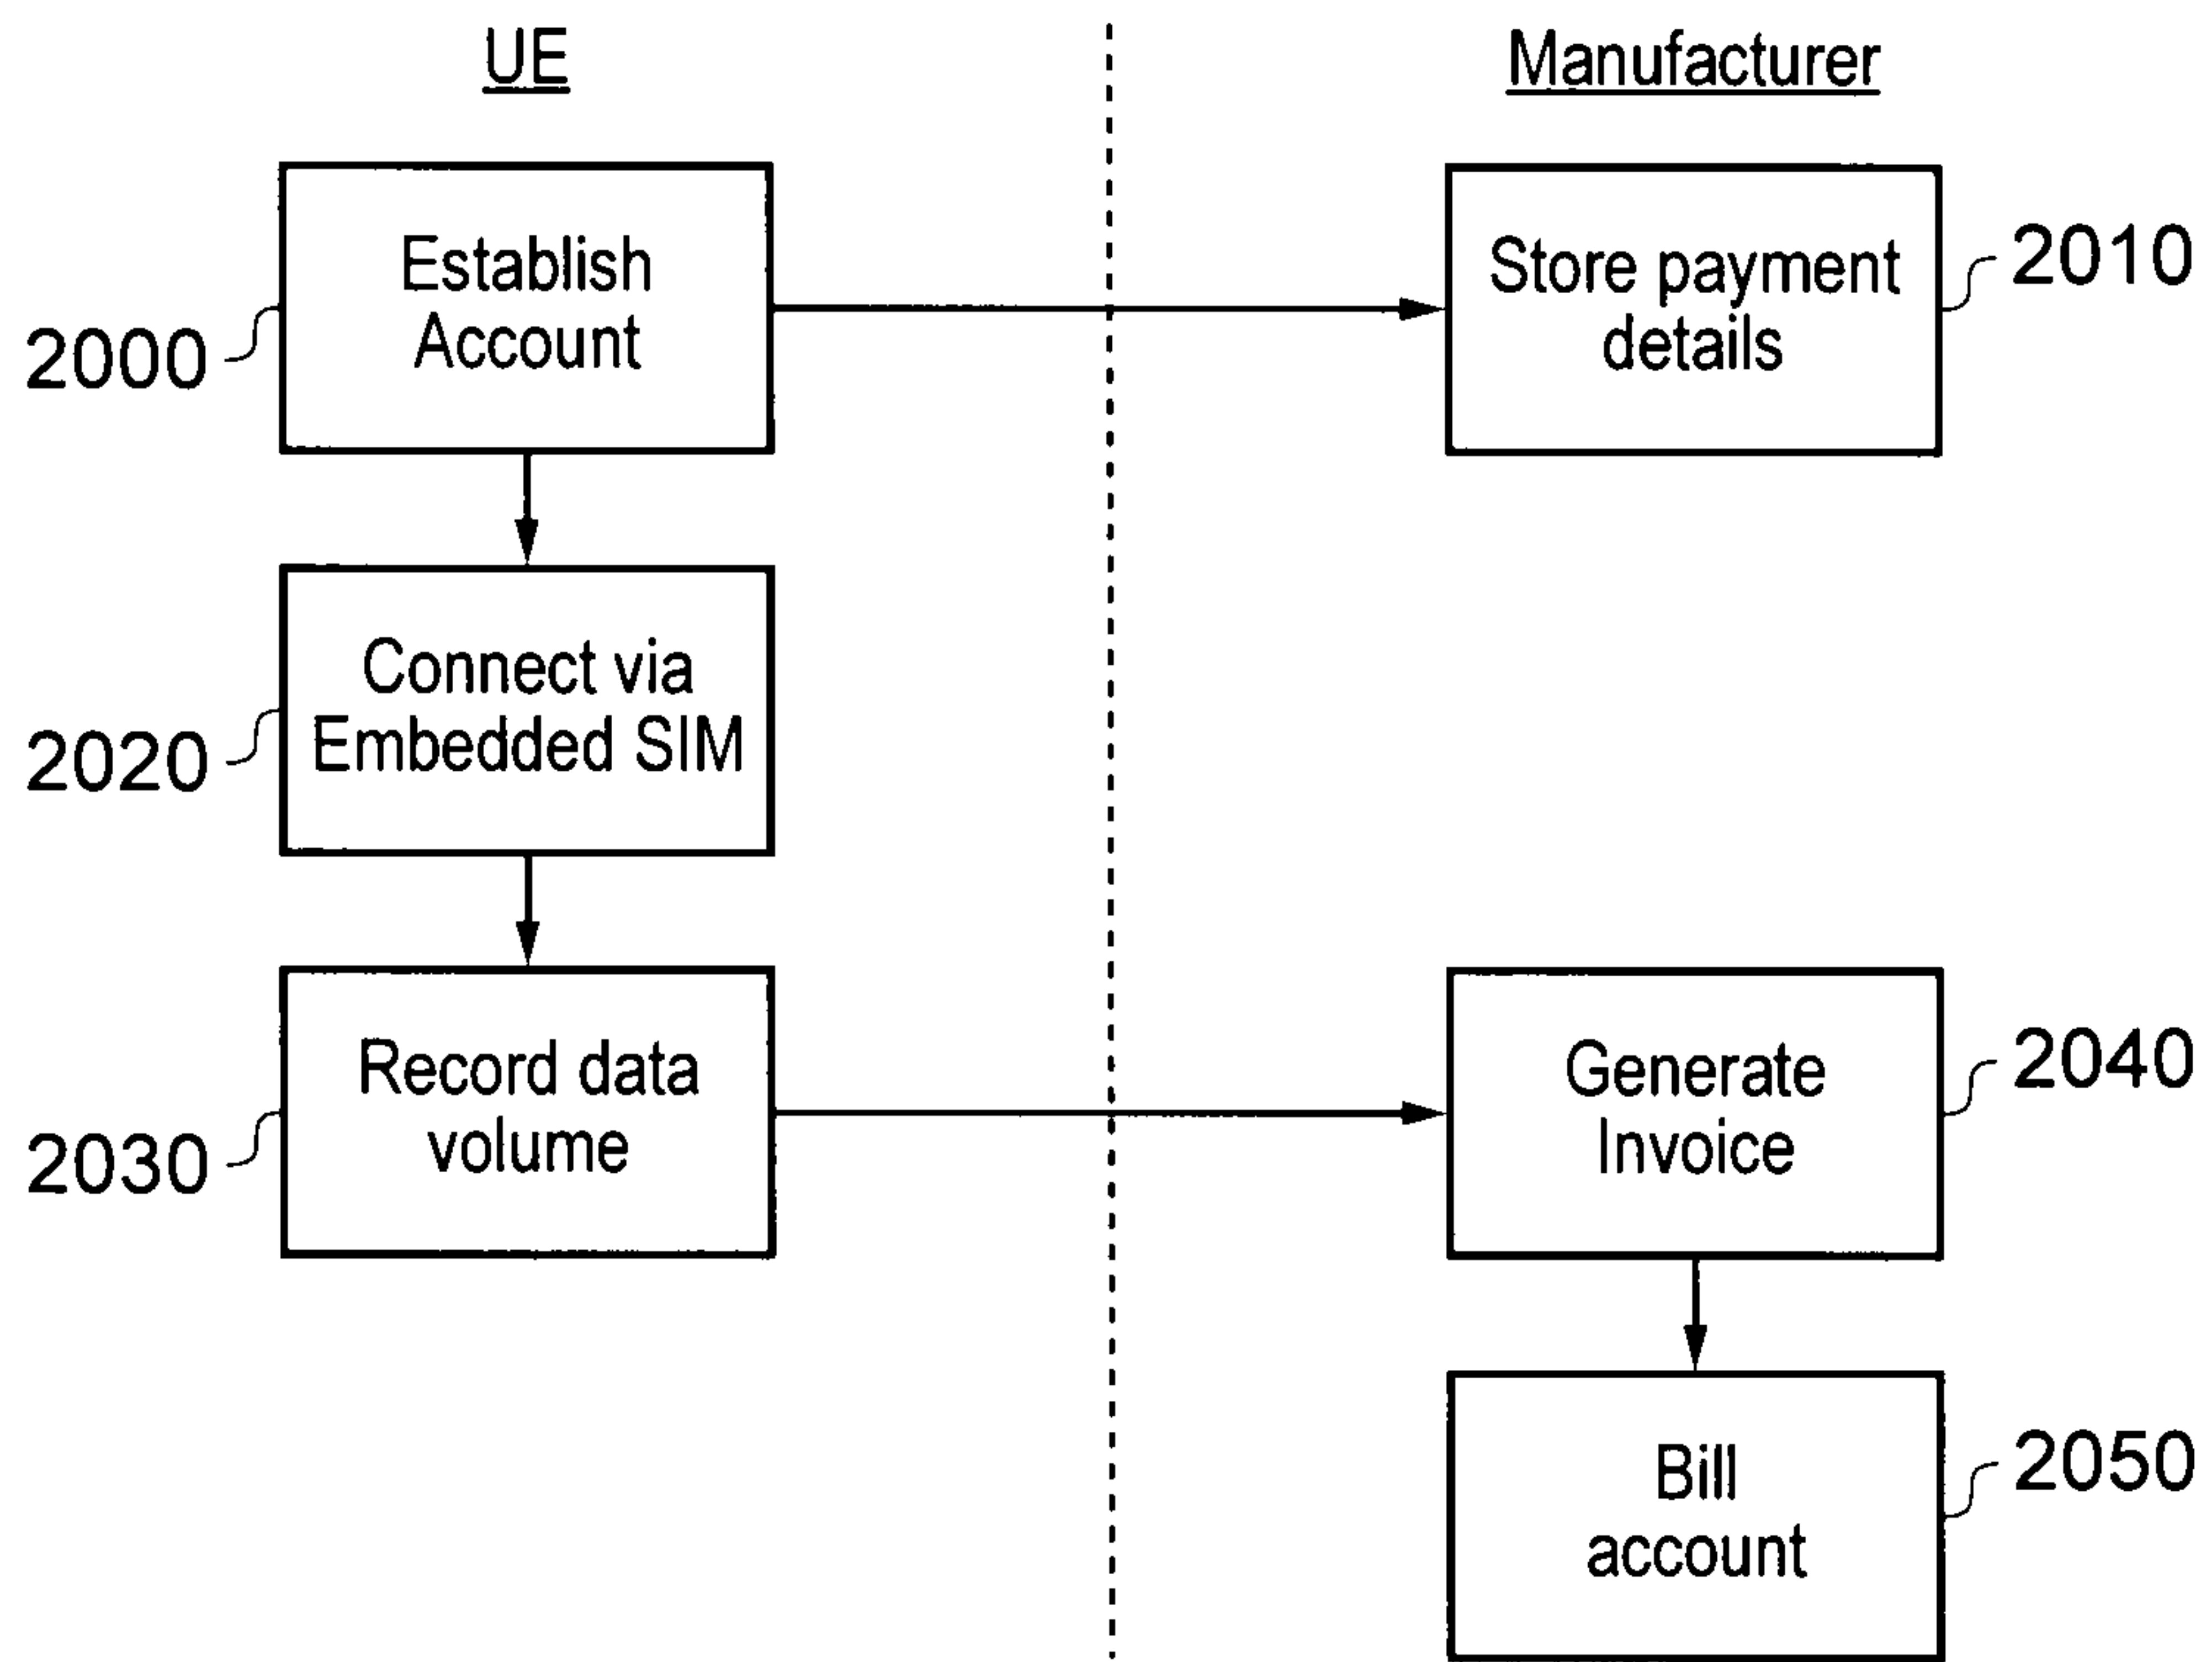 UE
Manufacturer
Establish
Account
2000
Store payment
details
2010
Connect via
Embedded SIM
2020
Record data
volume
2030
Generate
Invoice
2040
Bill
account
2050